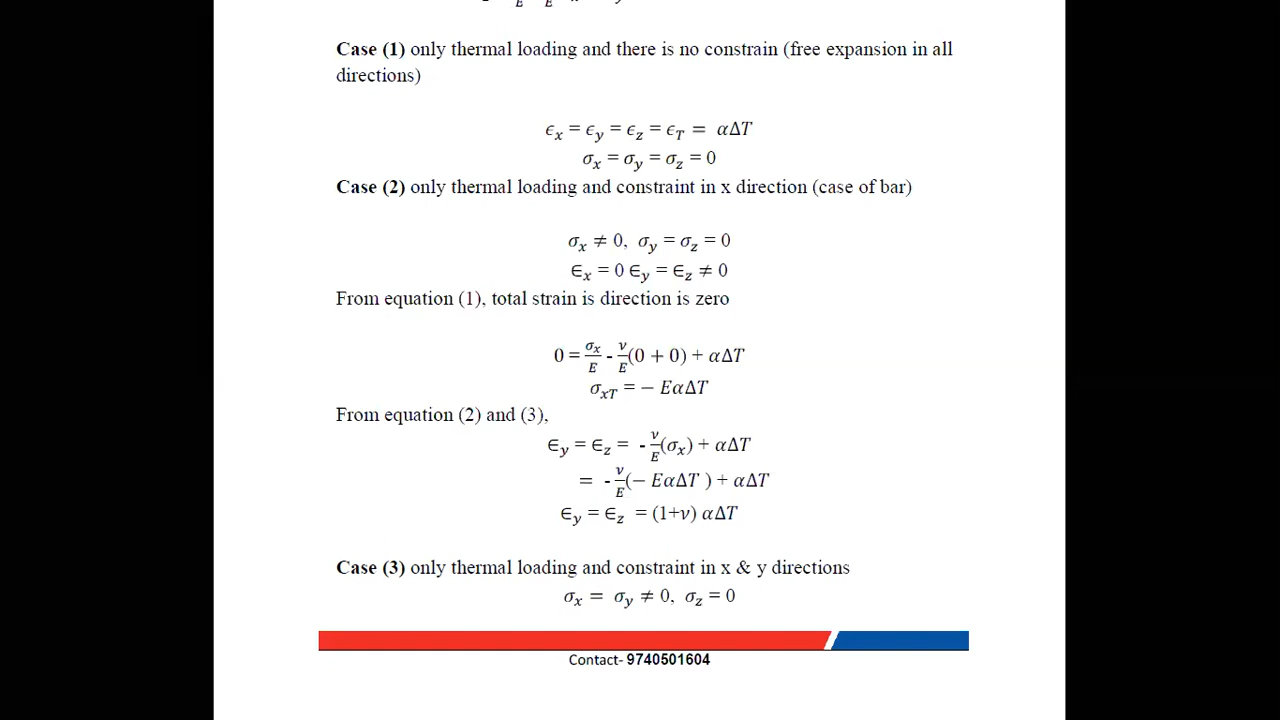 Case (1) only thermal loading and there is no constrain (free expansion in all
directions)
ϵx = ϵy = ϵz = ϵT = αΔT
σx = σy = σz = 0
Case (2) only thermal loading and constraint in x direction (case of bar)
σx ≠ 0, σy = σz = 0
∈x = 0 ∈y = ∈z ≠ 0
From equation (1), total strain is direction is zero
0 = σx/E - ν/E(0 + 0) + αΔT
σxT = − EαΔT
From equation (2) and (3),
∈y = ∈z = -ν/E(σx) + αΔT
= -ν/E(− EαΔT ) + αΔT
∈y = ∈z = (1+ν) αΔT
Case (3) only thermal loading and constraint in x & y directions
σx = σy ≠ 0, σz = 0
Contact- 9740501604